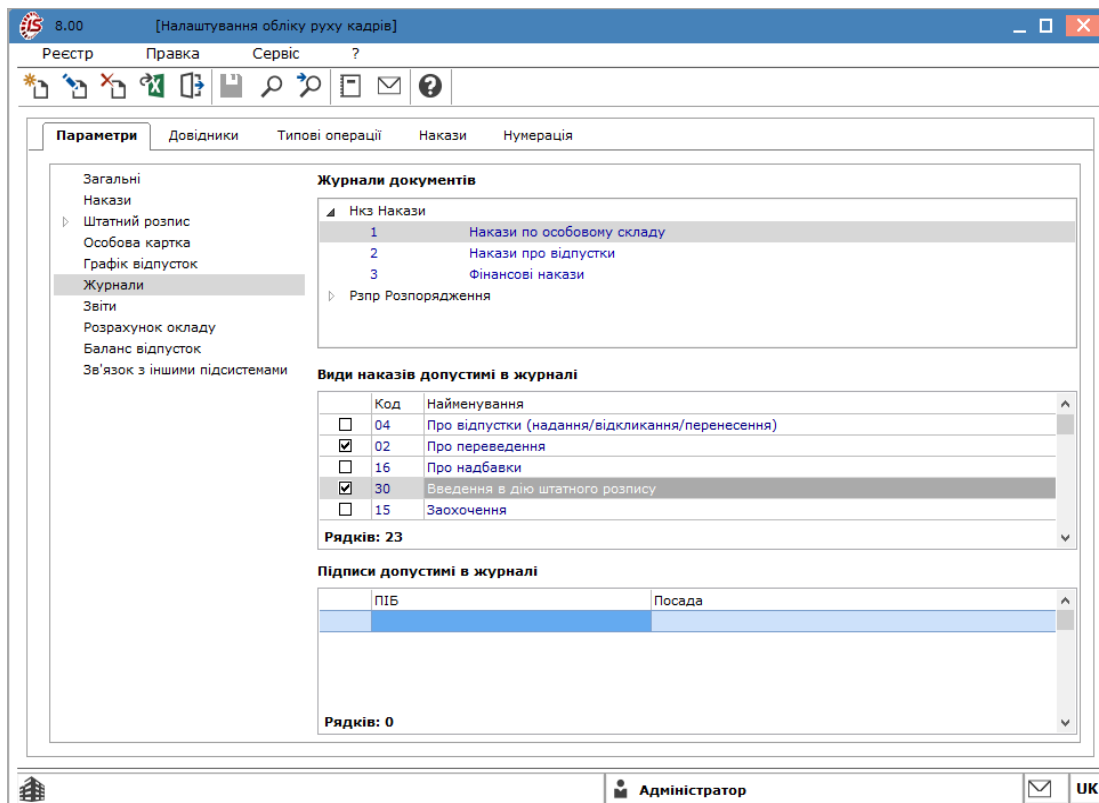 IS 8.00 [Налаштування обліку руху кадрів]
Реєстр Правка Сервіс ?
Параметри Довідники Типові операції Накази Нумерація
Загальні
Накази
Штатний розпис
Особова картка
Графік відпусток
Журнали
Звіти
Розрахунок окладу
Баланс відпусток
Зв'язок з іншими підсистемами
Журнали документів
Нкз Накази
1 Накази по особовому складу
2 Накази про відпустки
3 Фінансові накази
Рзпр Розпорядження
Види наказів допустимі в журналі
Код Найменування
04 Про відпустки (надання/відкликання/перенесення)
02 Про переведення
16 Про надбавки
30 Введення в дію штатного розпису
15 Заохочення
Рядків: 23
Підписи допустимі в журналі
ПІБ Посада
Рядків: 0
Адміністратор UK